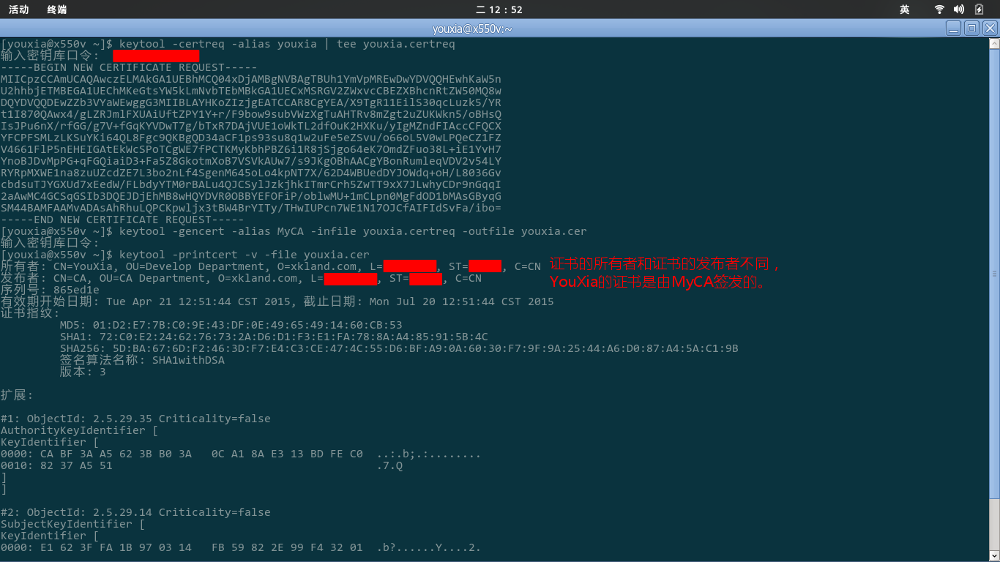 活动 终端 二 12 : 52 英
youxia@x550v:~
[youxia@x550v ~]$ keytool -certreq -alias youxia | tee youxia.certreq
输入密钥库口令:
-----BEGIN NEW CERTIFICATE REQUEST-----
MIICpzCCAmUCAQAwczELMAkGA1UEBhMCQ04xDjAMBgNVBAgTBUh1YmVpMREwDwYDVQQHEwhKaW5n
U2hhbjETMBEGA1UEChMKeGtsYW5kLmNvbTEbMBkGA1UECxMSRGV2ZWxvcCBEZXBhcnRtZW50MQ8w
DQYDVQQDEwZZb3VYaWEwggG3MIIBLAYHKoZIzjgEATCCAR8CgYEA/X9TgR11EilS30qcLuzk5/YR
t1I870QAwx4/gLZRJmlFXUAiUftZPY1Y+r/F9bow9subVWzXgTuAHTRv8mZgt2uZUKWkn5/oBHsQ
IsJPu6nX/rfGG/g7V+fGqKYVDwT7g/bTxR7DAjVUE1oWkTL2dfOuK2HXKu/yIgMZndFIAccCFQCX
YFCPFSMLzLKSuYKi64QL8Fgc9QKBgQD34aCF1ps93su8q1w2uFe5eZSvu/o66oL5V0wLPQeCZ1FZ
V4661FlP5nEHEIGAtEkWcSPoTCgWE7fPCTKMyKbhPBZ6i1R8jSjgo64eK7OmdZFuo38L+iE1YvH7
YnoBJDvMpPG+qFGQiaiD3+Fa5Z8GkotmXoB7VSVkAUw7/s9JKgOBhAACgYBonRumleqVDV2v54LY
RYRpMXWE1na8zuUZcdZE7L3bo2nLf4SgenM645oLo4kpNT7X/62D4WBUedDYJOWdq+oH/L8036Gv
cbdsuTJYGXUd7xEedW/FLbdyYTM0rBALu4QJCSylJzkjhkITmrCrh5ZwTT9xX7JLwhyCDr9nGqqI
2aAwMC4GCSqGSIb3DQEJDjEhMB8wHQYDVR0OBBYEFOFiP/oblwMU+1mCLpn0MgFdOD1bMAsGByqG
SM44BAMFAAMvADAsAhRhuLQPCKpwljx3tBW4BrYITy/THwIUPcn7WE1N17OJCfAIFIdSvFa/ibo=
-----END NEW CERTIFICATE REQUEST-----
[youxia@x550v ~]$ keytool -gencert -alias MyCA -infile youxia.certreq -outfile youxia.cer
输入密钥库口令:
[youxia@x550v ~]$ keytool -printcert -v -file youxia.cer
所有者: CN=YouXia, OU=Develop Department, O=xkland.com, L=, ST=, C=CN 证书的所有者和证书的发布者不同，
发布者: CN=CA, OU=CA Department, O=xkland.com, L=, ST=, C=CN YouXia的证书是由MyCA签发的。
序列号: 865ed1e
有效期开始日期: Tue Apr 21 12:51:44 CST 2015, 截止日期: Mon Jul 20 12:51:44 CST 2015
证书指纹:
MD5: 01:D2:E7:7B:C0:9E:43:DF:0E:49:65:49:14:60:CB:53
SHA1: 72:C0:E2:24:62:76:73:2A:D6:D1:F3:E1:FA:78:8A:A4:85:91:5B:4C
SHA256: 5D:BA:67:6D:F2:46:3D:F7:E4:C3:CE:47:4C:55:D6:BF:A9:0A:60:30:F7:9F:9A:25:44:A6:D0:87:A4:5A:C1:9B
签名算法名称: SHA1withDSA
版本: 3
扩展:
#1: ObjectId: 2.5.29.35 Criticality=false
AuthorityKeyIdentifier [
KeyIdentifier [
0000: CA BF 3A A5 62 3B B0 3A 0C A1 8A E3 13 BD FE C0 ..:.b;.:........
0010: 82 37 A5 51 .7.Q
]
]
#2: ObjectId: 2.5.29.14 Criticality=false
SubjectKeyIdentifier [
KeyIdentifier [
0000: E1 62 3F FA 1B 97 03 14 FB 59 82 2E 99 F4 32 01 .b?......Y....2.